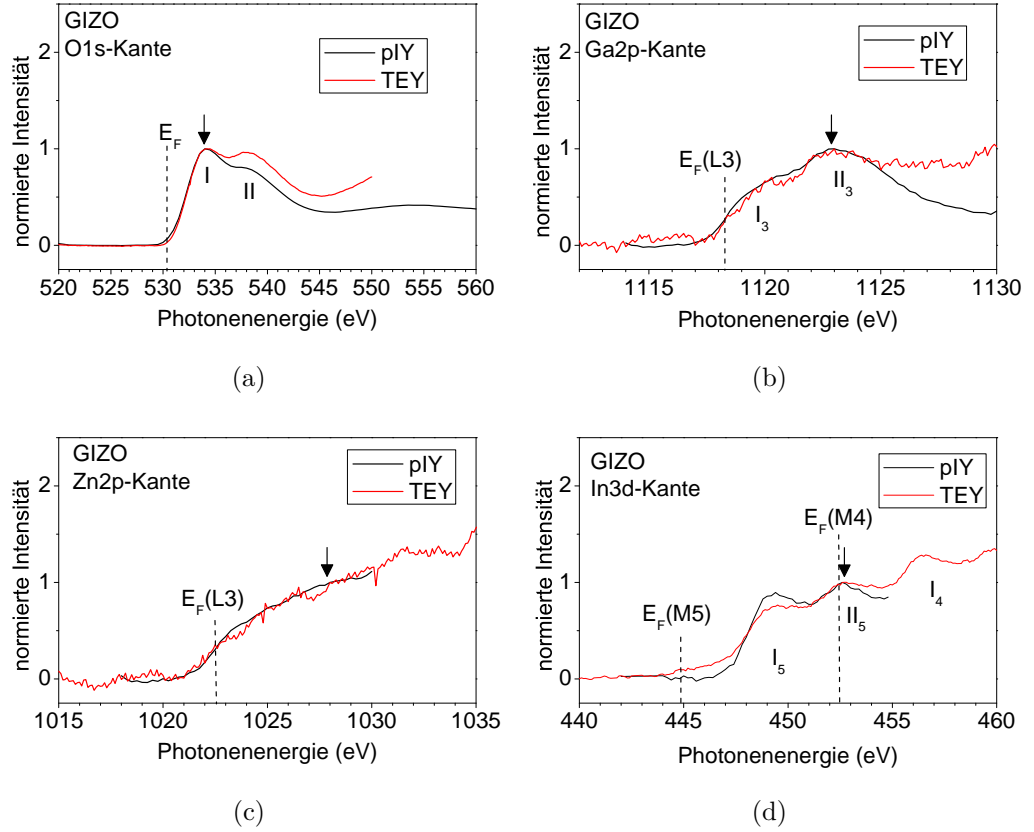 GIZO
O1s-Kante
pIY
TEY
E_F
I
II
normierte Intensität
0
1
2
520 525 530 535 540 545 550 555 560
Photonenenergie (eV)
(a)
GIZO
Ga2p-Kante
pIY
TEY
E_F(L3)
I_3
II_3
normierte Intensität
0
1
2
1115 1120 1125 1130
Photonenenergie (eV)
(b)
GIZO
Zn2p-Kante
pIY
TEY
E_F(L3)
normierte Intensität
0
1
2
1015 1020 1025 1030 1035
Photonenenergie (eV)
(c)
GIZO
In3d-Kante
pIY
TEY
E_F(M4)
E_F(M5)
I_5
II_5
I_4
normierte Intensität
0
1
2
440 445 450 455 460
Photonenenergie (eV)
(d)